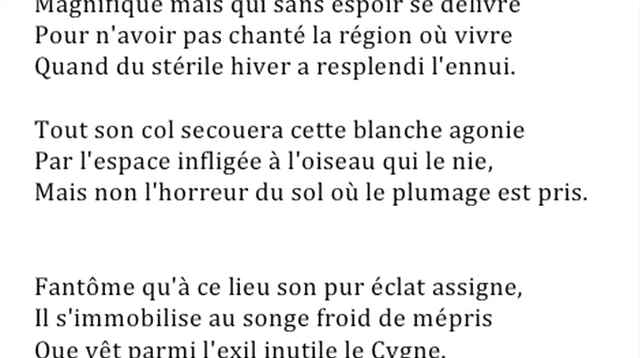 Magnifique mais qui sans espoir se délivre
Pour n'avoir pas chanté la région où vivre
Quand du stérile hiver a resplendi l'ennui.
Tout son col secouera cette blanche agonie
Par l'espace infligée à l'oiseau qui le nie,
Mais non l'horreur du sol où le plumage est pris.
Fantôme qu'à ce lieu son pur éclat assigne,
Il s'immobilise au songe froid de mépris
Que vêt parmi l'exil inutile le Cygne.